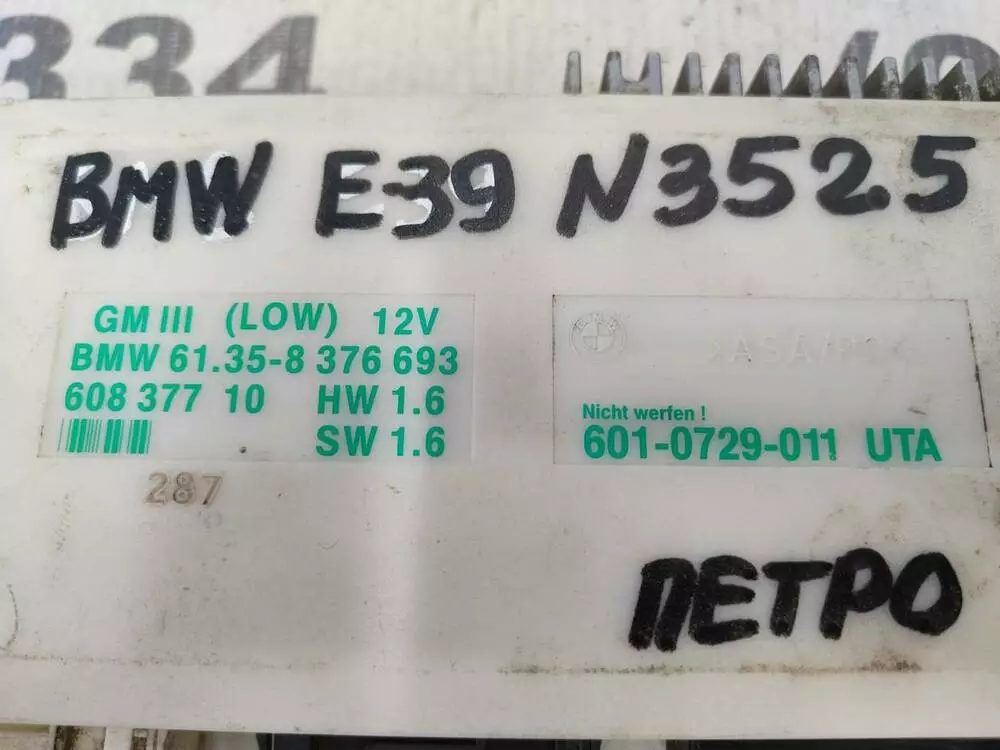 334
BMW E39 N352.5
GM III (LOW) 12V
BMW 61.35-8 376 693
608 377 10 HW 1.6
SW 1.6
Nicht werfen !
601-0729-011 UTA
287
ПЕТРО